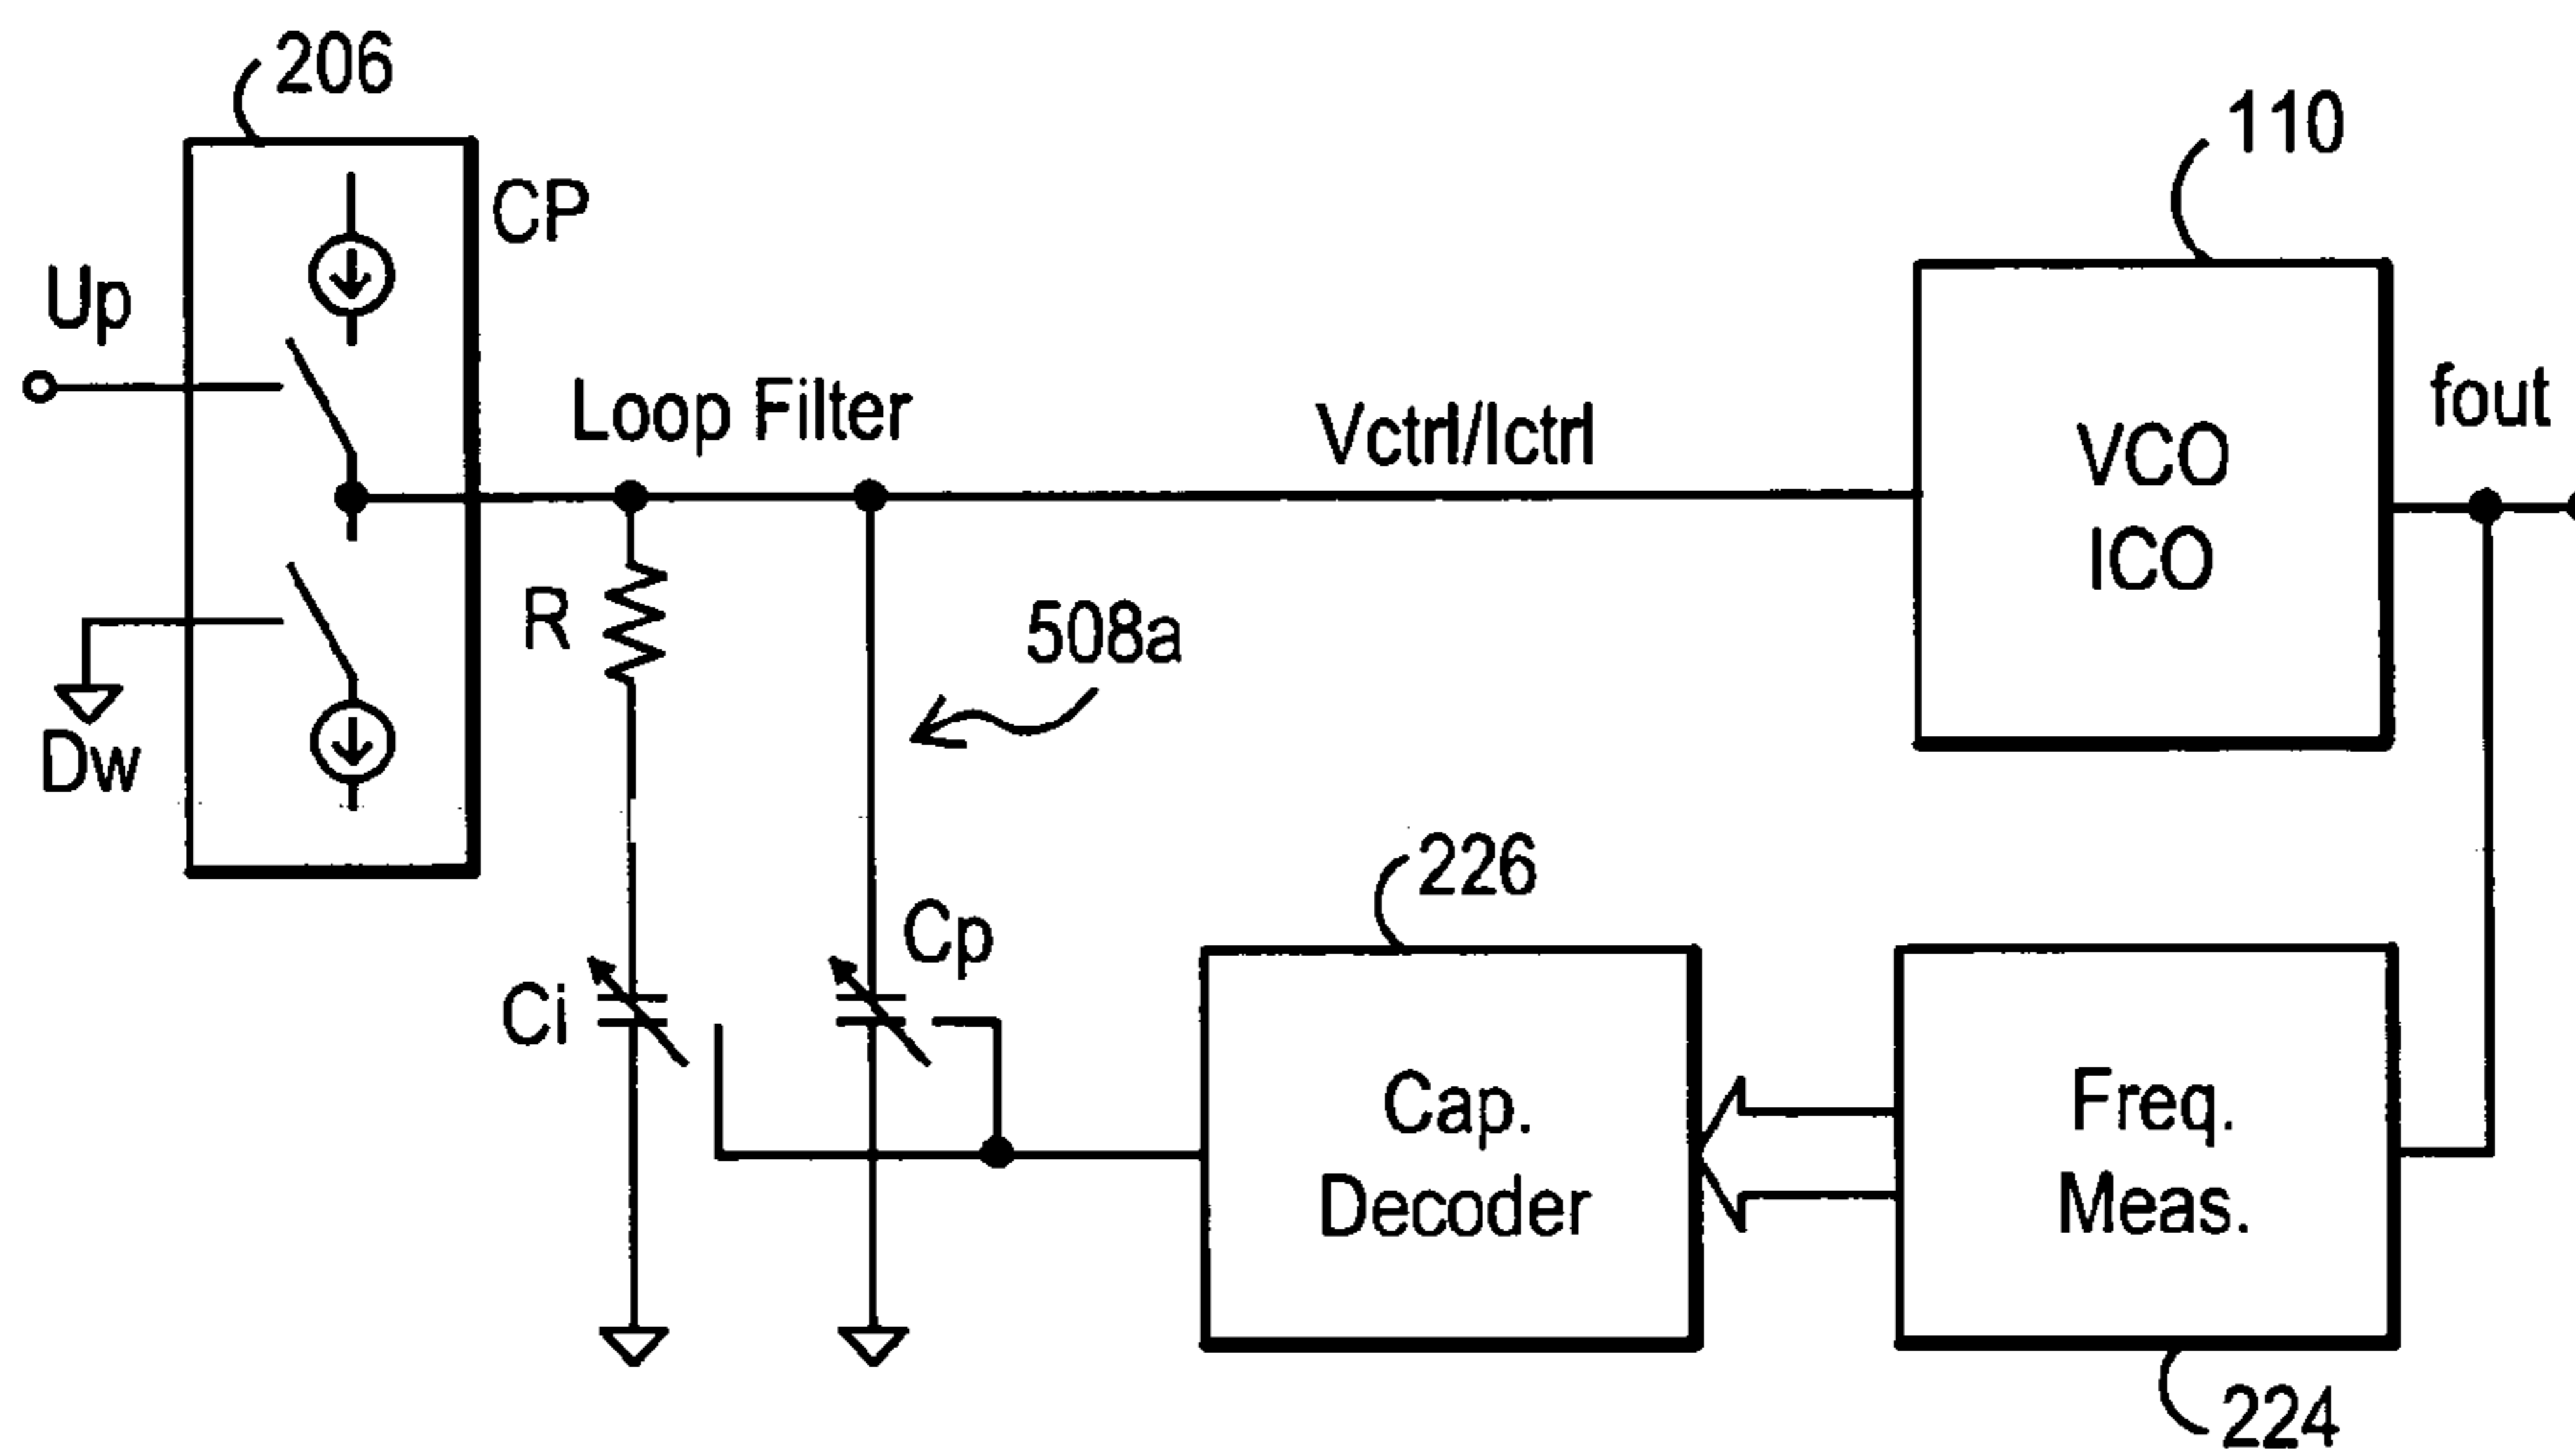 206
110
CP
Up
Loop Filter
Vctrl/Ictrl
fout
VCO
ICO
R
508a
Dw
226
Cp
Ci
Cap.
Decoder
Freq.
Meas.
224